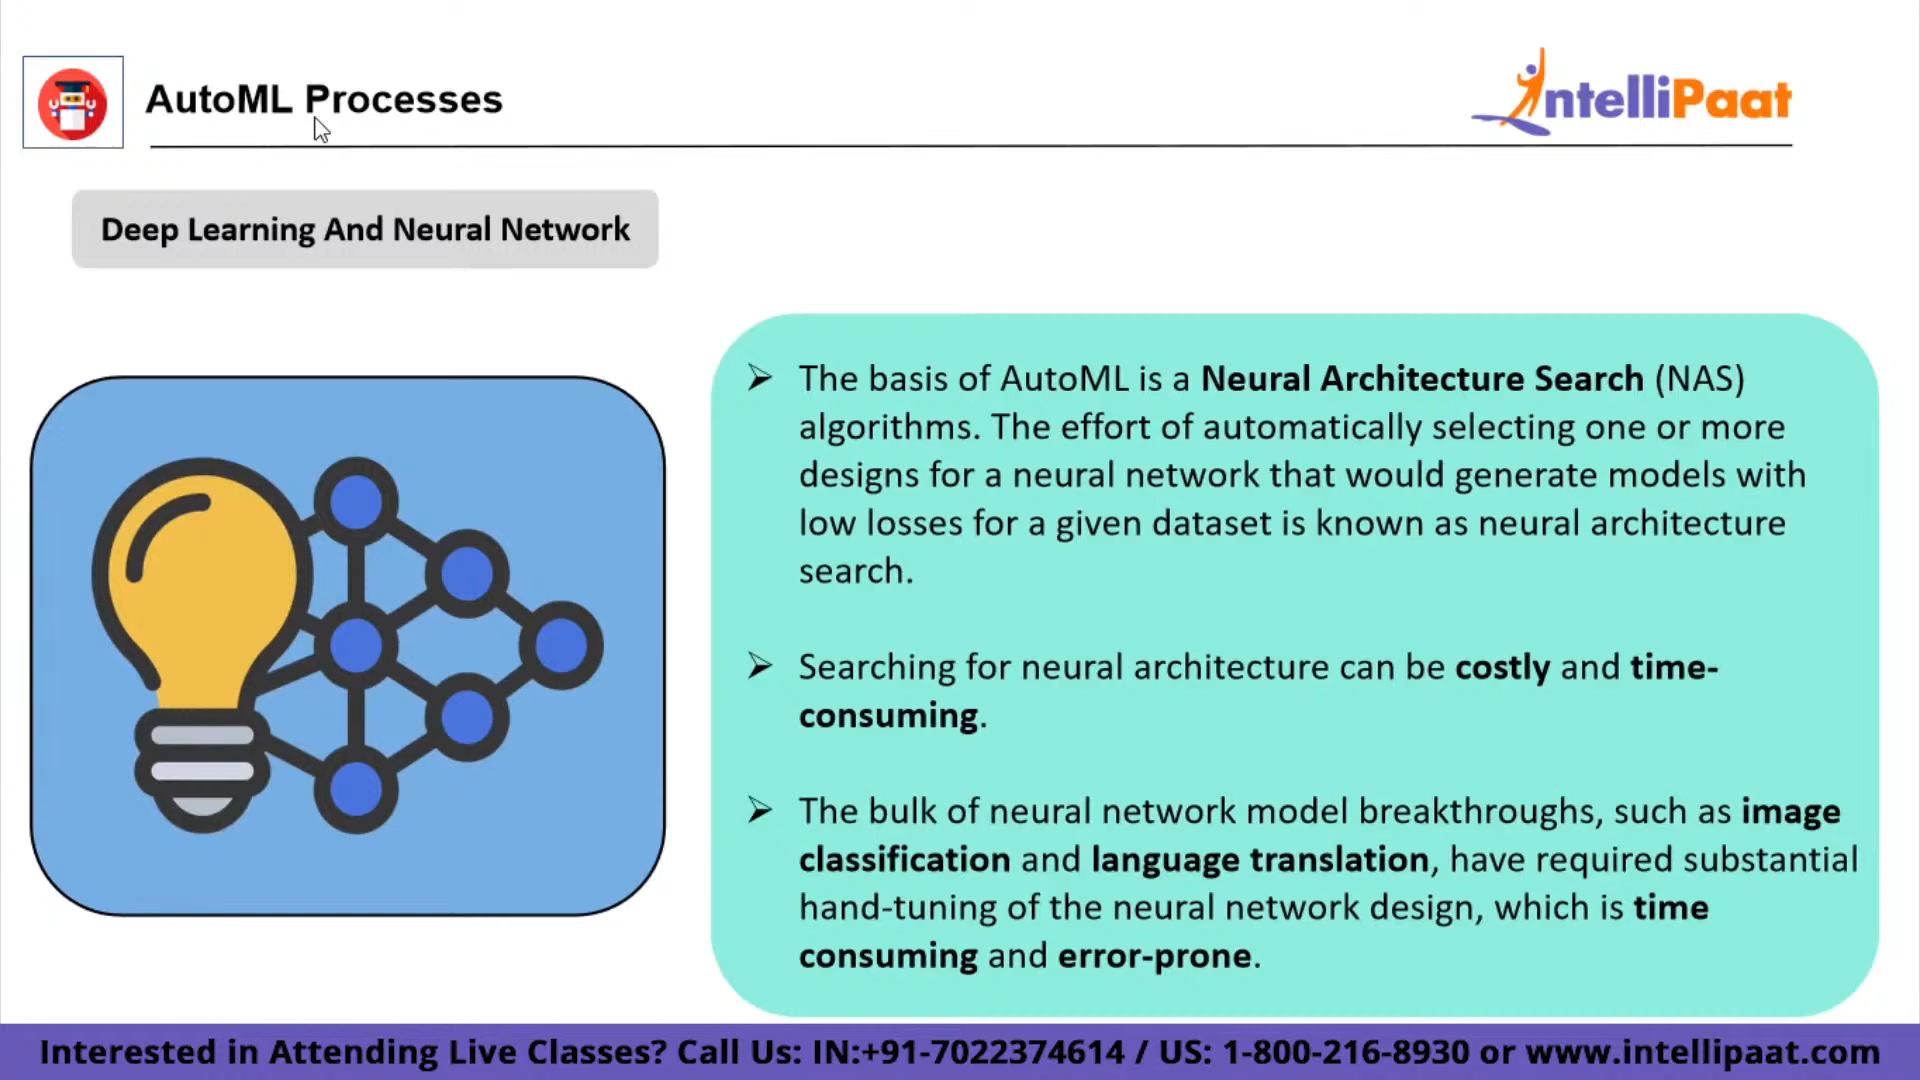 AutoML Processes
IntelliPaat
Deep Learning And Neural Network
➢ The basis of AutoML is a Neural Architecture Search (NAS)
algorithms. The effort of automatically selecting one or more
designs for a neural network that would generate models with
low losses for a given dataset is known as neural architecture
search.
➢ Searching for neural architecture can be costly and time-
consuming.
➢ The bulk of neural network model breakthroughs, such as image
classification and language translation, have required substantial
hand-tuning of the neural network design, which is time
consuming and error-prone.
Interested in Attending Live Classes? Call Us: IN:+91-7022374614 / US: 1-800-216-8930 or www.intellipaat.com